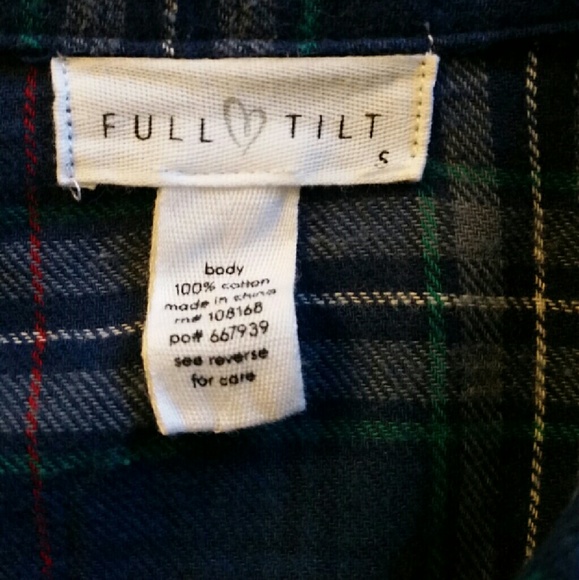 FULL TILT
S
body
100% cotton
made in china
rn# 108168
po# 667939
see reverse
for care